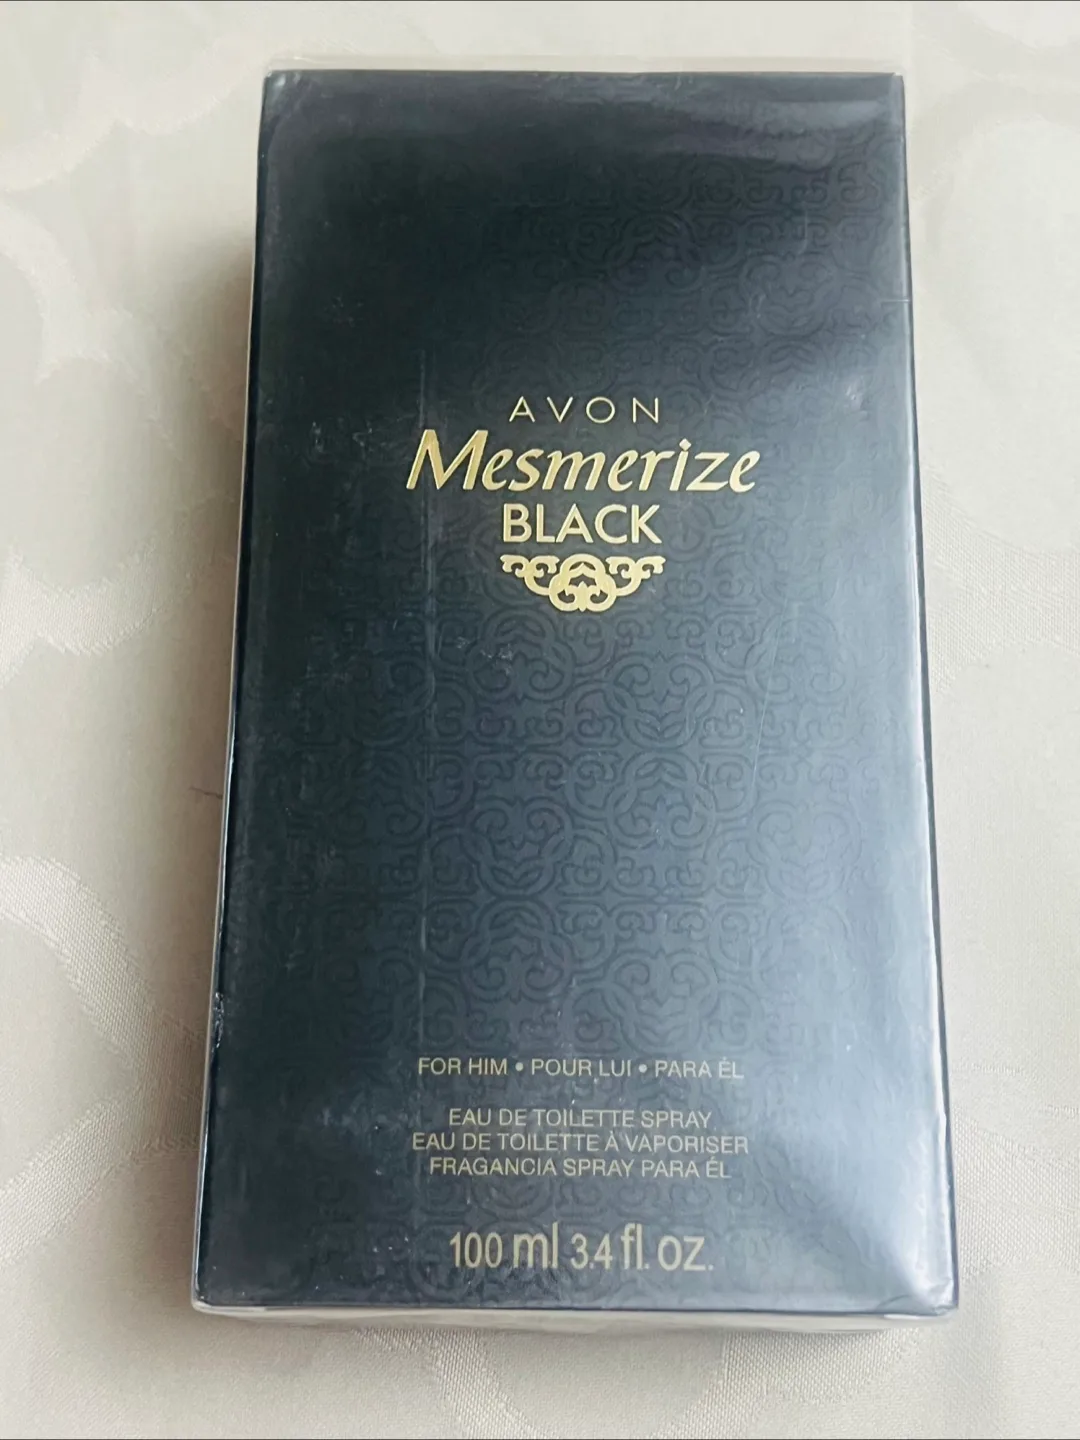 AVON
Mesmerize
BLACK
FOR HIM • POUR LUI • PARA ÉL
EAU DE TOILETTE SPRAY
EAU DE TOILETTE À VAPORISER
FRAGANCIA SPRAY PARA ÉL
100 ml 3.4 fl. oz.